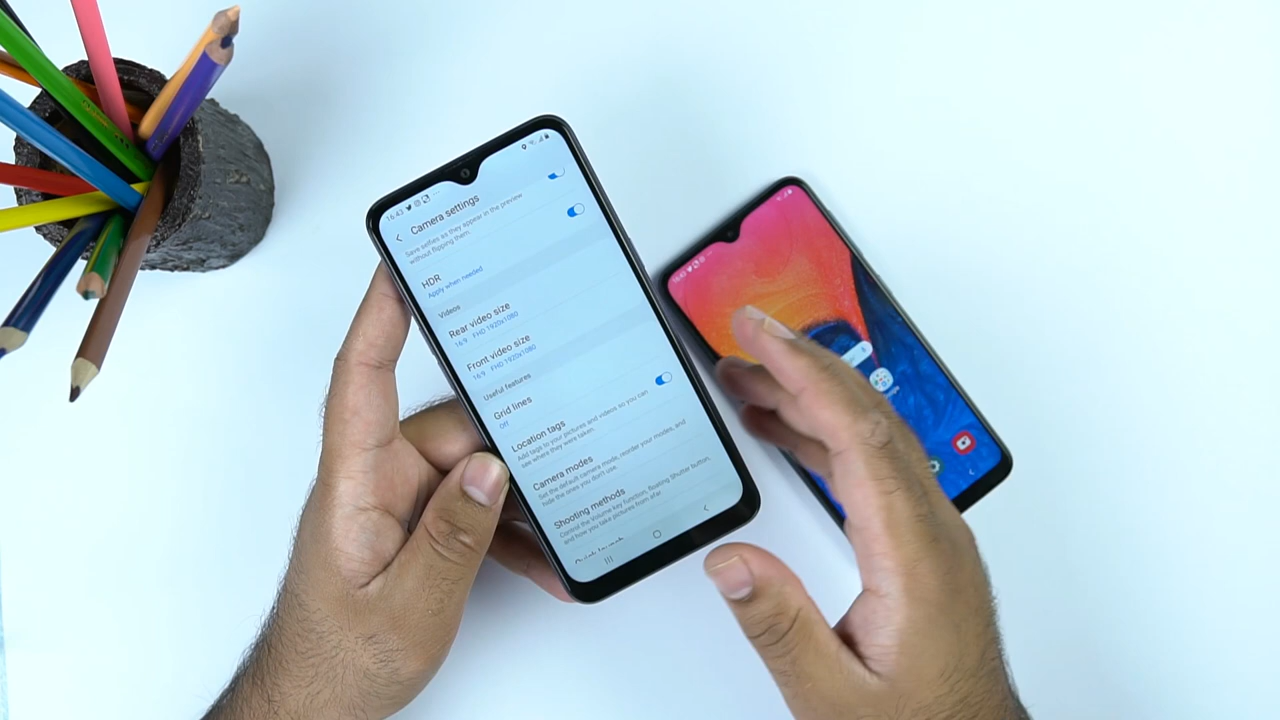 16:43
Camera settings
Save selfies as they appear in the preview
without flipping them.
HDR
Apply when needed
Videos
Rear video size
16:9 FHD 1920x1080
Front video size
16:9 FHD 1920x1080
Useful features
Grid lines
Off
Location tags
Add tags to your pictures and videos so you can
see where they were taken.
Camera modes
Set the default camera mode, reorder your modes, and
hide the ones you don't use.
Shooting methods
Control the Volume key function, floating Shutter button,
and how you take pictures from afar.
16:43